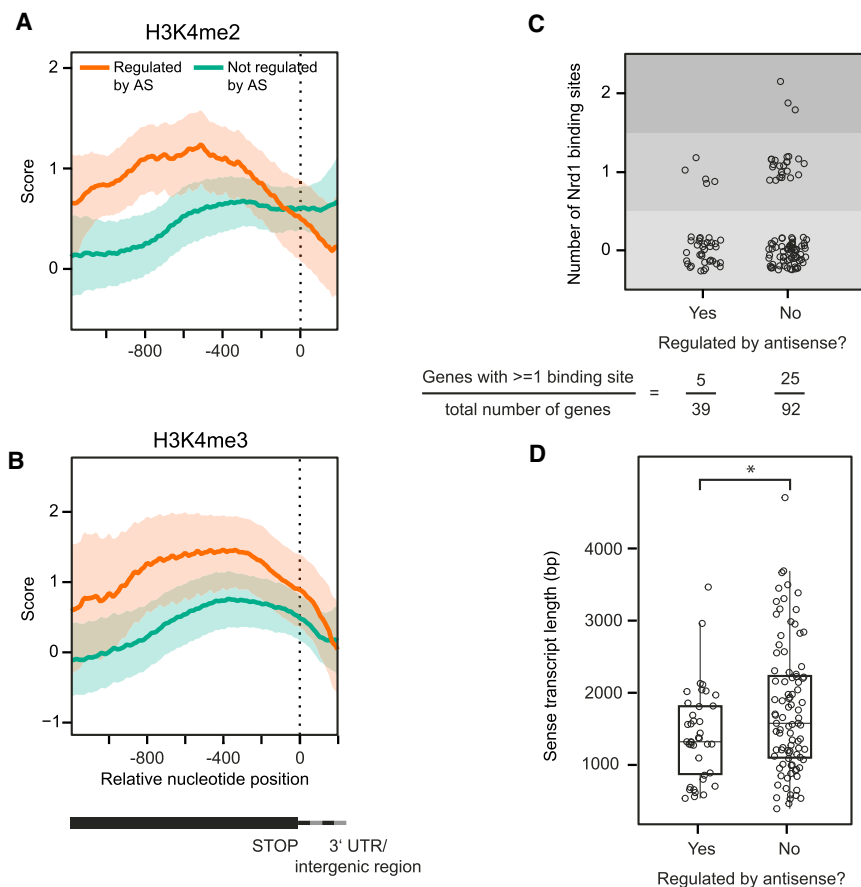 A
H3K4me2
Regulated by AS
Not regulated by AS
Score
2
1
0
-800
-400
0
B
H3K4me3
Score
2
1
0
−1
-800
-400
0
Relative nucleotide position
STOP
3‘ UTR/
intergenic region
C
Number of Nrd1 binding sites
2
1
0
Yes
No
Regulated by antisense?
Genes with >=1 binding site
total number of genes
=
5
39
25
92
D
*
Sense transcript length (bp)
4000
3000
2000
1000
Yes
No
Regulated by antisense?